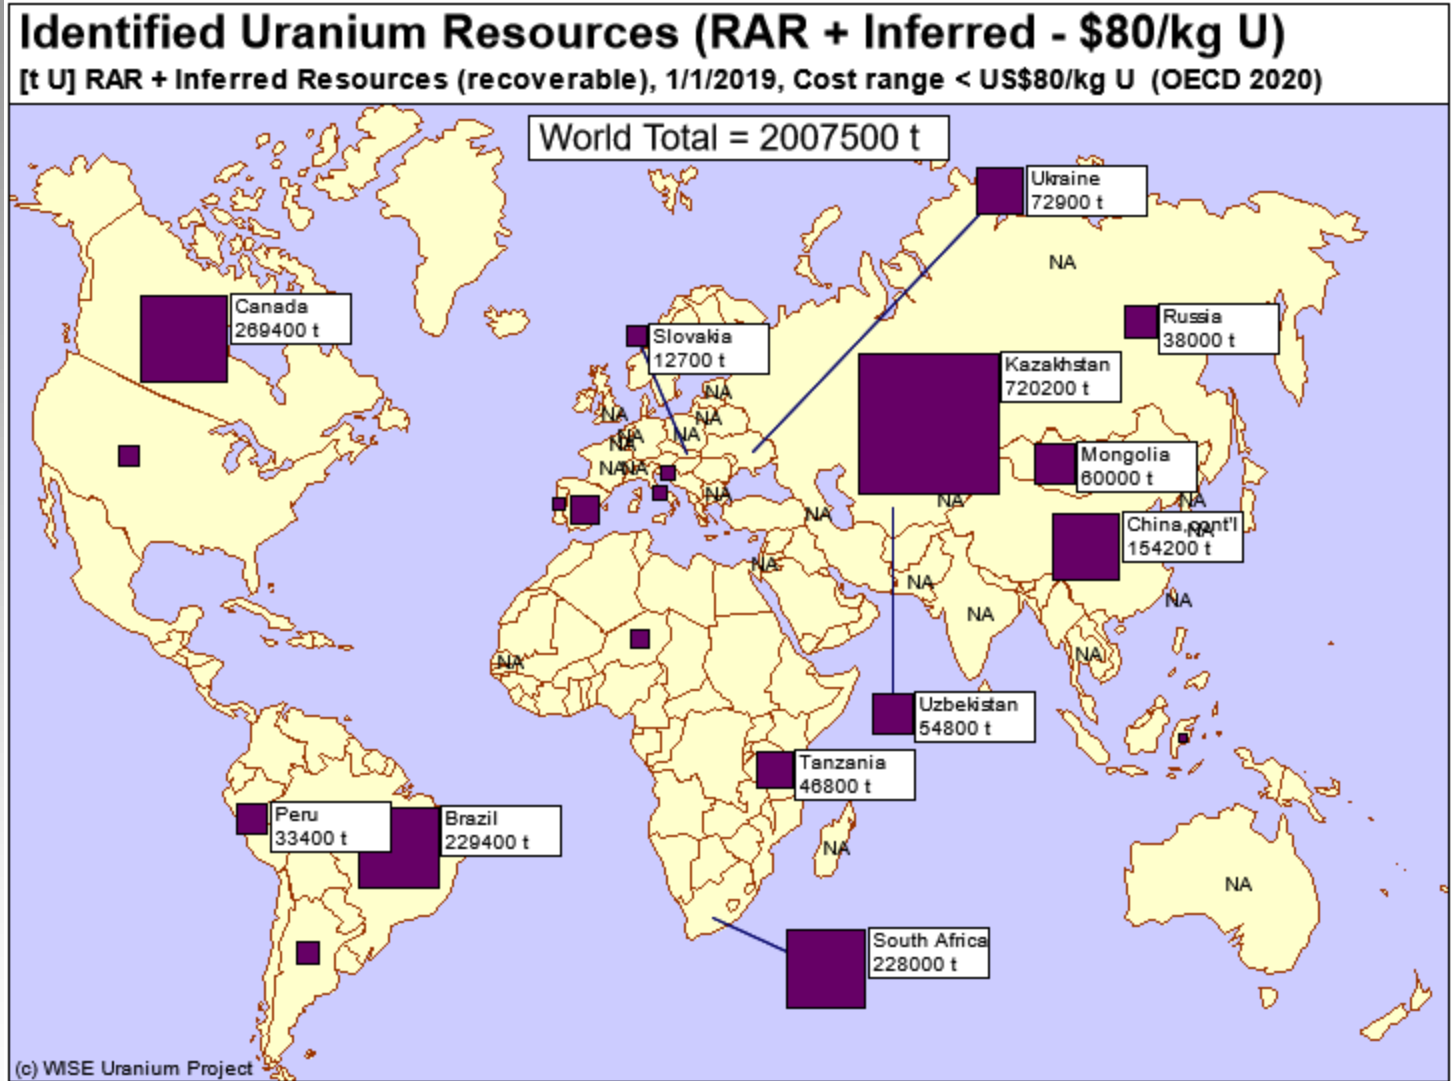 Identified Uranium Resources (RAR + Inferred - $80/kg U)
[t U] RAR + Inferred Resources (recoverable), 1/1/2019, Cost range < US$80/kg U (OECD 2020)
World Total = 2007500 t
Ukraine
72900 t
NA
Canada
269400 t
Slovakia
12700 t
Russia
38000 t
Kazakhstan
720200 t
NA
NA
NA
NA
NA
NA
NA
NA
Mongolia
60000 t
NA
NA
NA
NA
China,cont'l
154200 t
NA
NA
NA
NA
NA
NA
NA
NA
Uzbekistan
54800 t
Tanzania
46800 t
Peru
33400 t
Brazil
229400 t
NA
NA
South Africa
228000 t
(c) WISE Uranium Project